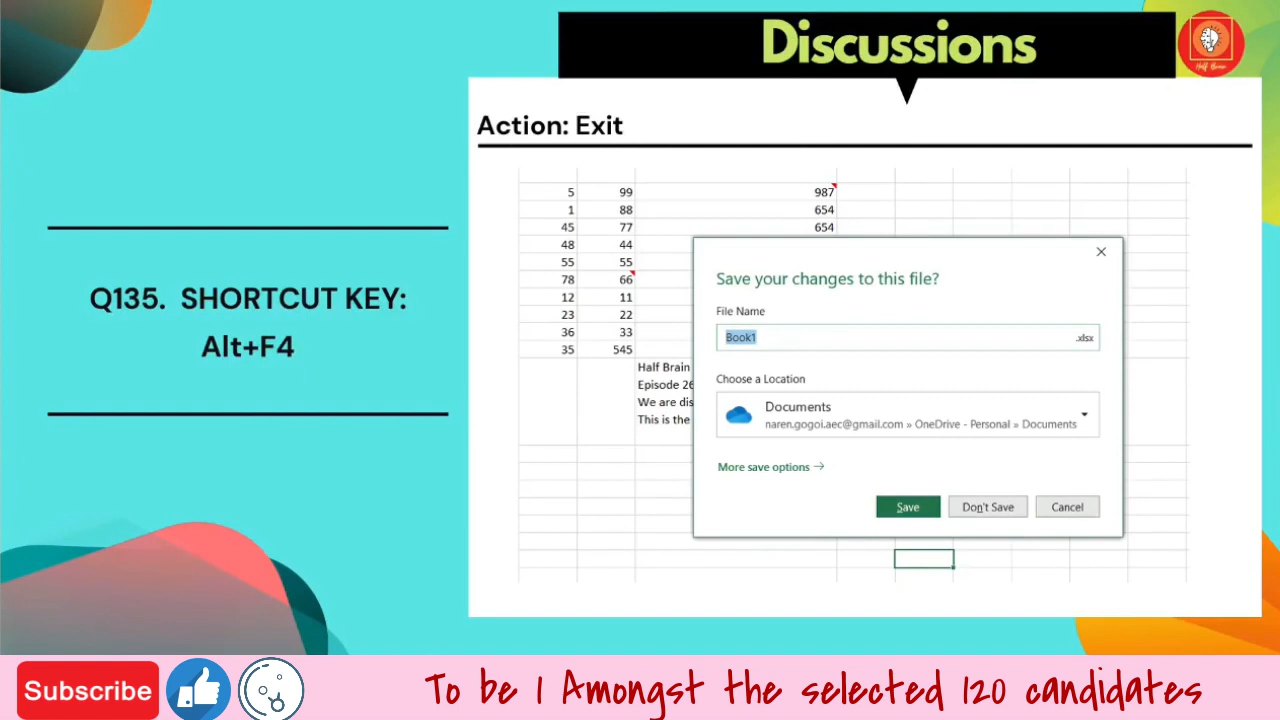 Discussions
Half Brain
Action: Exit
Q135. SHORTCUT KEY:
Alt+F4
5 99 987
1 88 654
45 77 654
48 44
55 55
78 66
12 11
23 22
36 33
35 545
Half Brain
Episode 26
We are dis
This is the
Save your changes to this file?
File Name
Book1 .xlsx
Choose a Location
Documents
naren.gogoi.aec@gmail.com » OneDrive - Personal » Documents
More save options →
Save Don't Save Cancel
Subscribe
To be 1 Amongst the selected 120 candidates